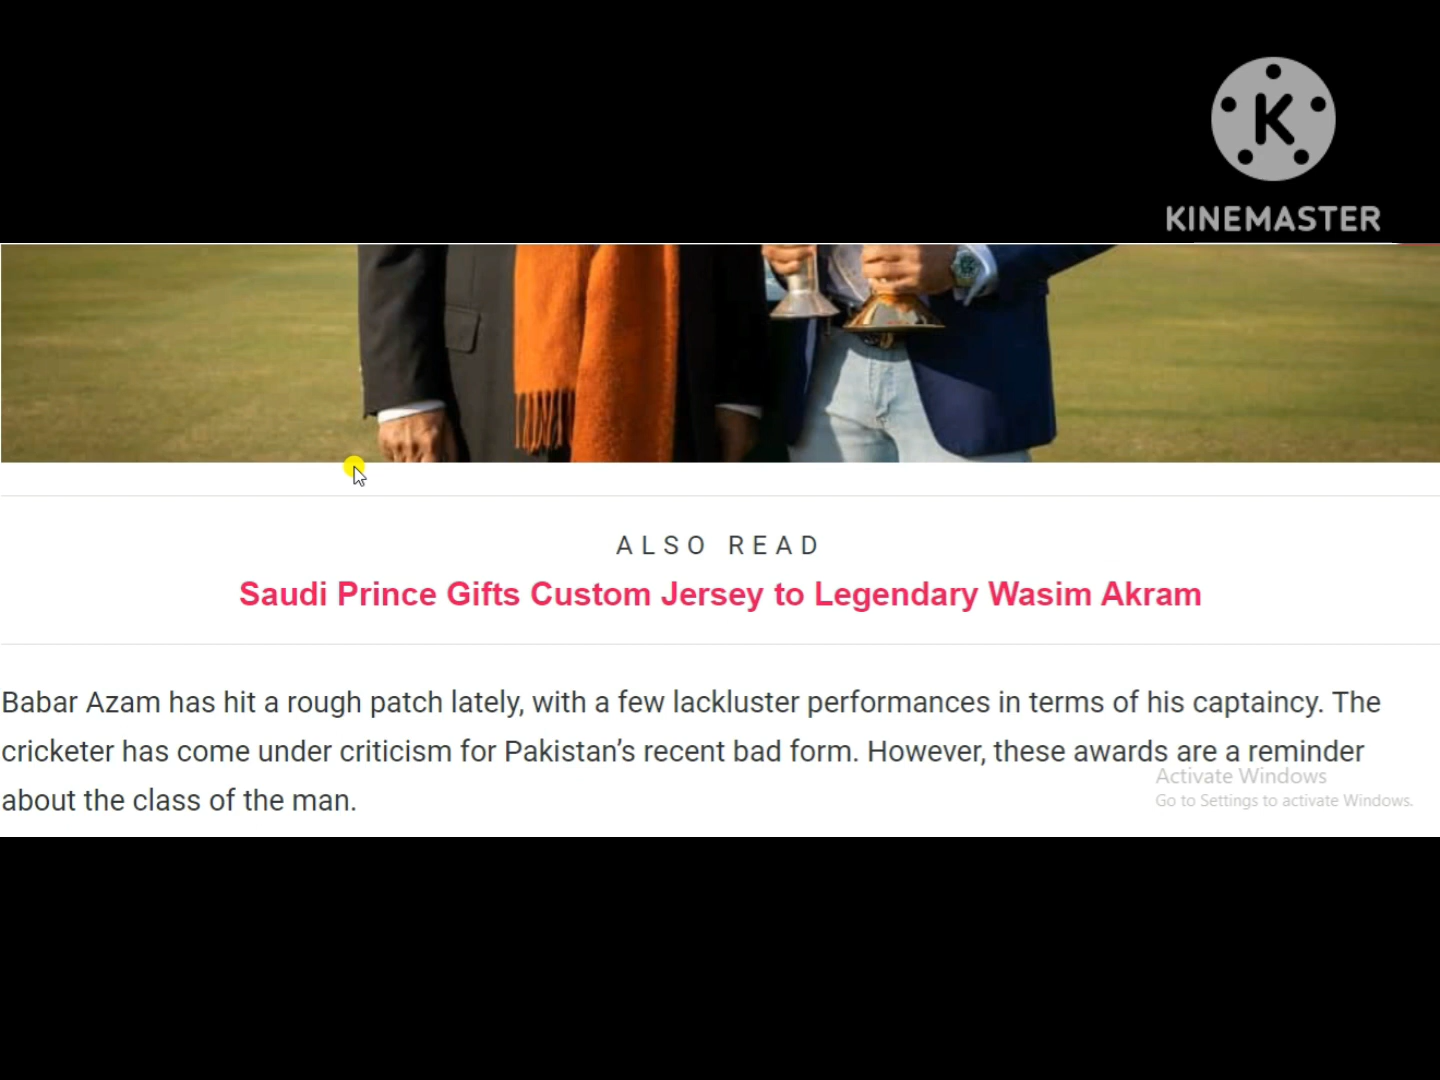 K
KINEMASTER
ALSO READ
Saudi Prince Gifts Custom Jersey to Legendary Wasim Akram
Babar Azam has hit a rough patch lately, with a few lackluster performances in terms of his captaincy. The
cricketer has come under criticism for Pakistan’s recent bad form. However, these awards are a reminder
about the class of the man.
Activate Windows
Go to Settings to activate Windows.